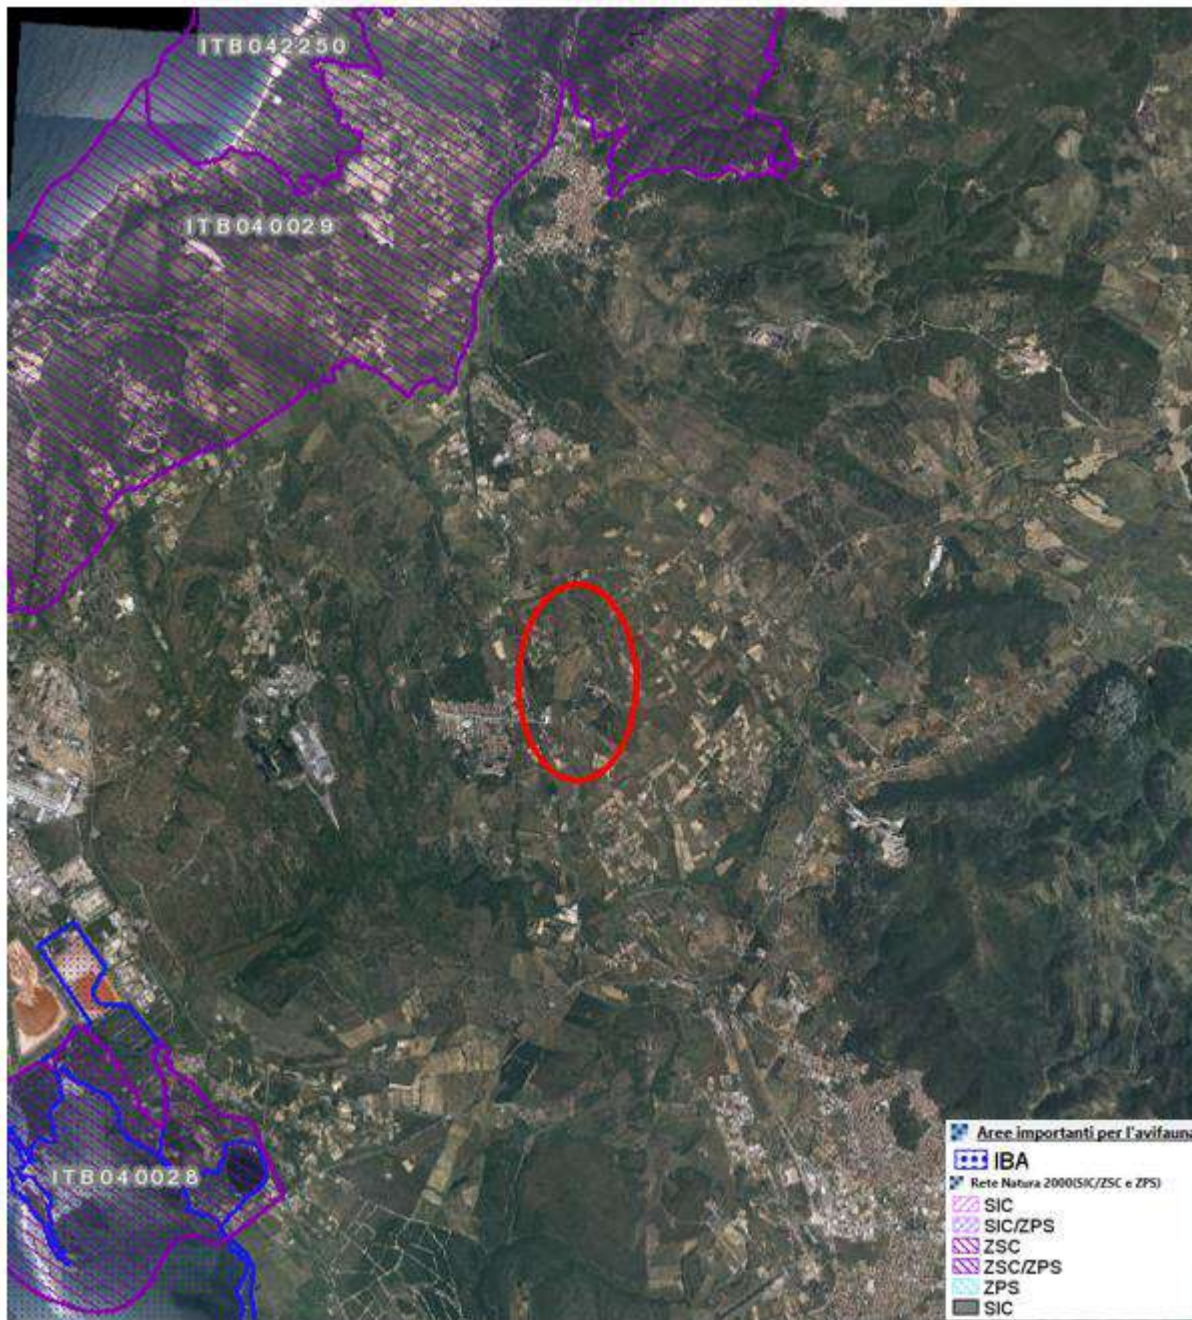 ITB042250
ITB040029
ITB040028
Aree importanti per l'avifauna
IBA
Rete Natura 2000(SIC/ZSC e ZPS)
SIC
SIC/ZPS
ZSC
ZSC/ZPS
ZPS
SIC